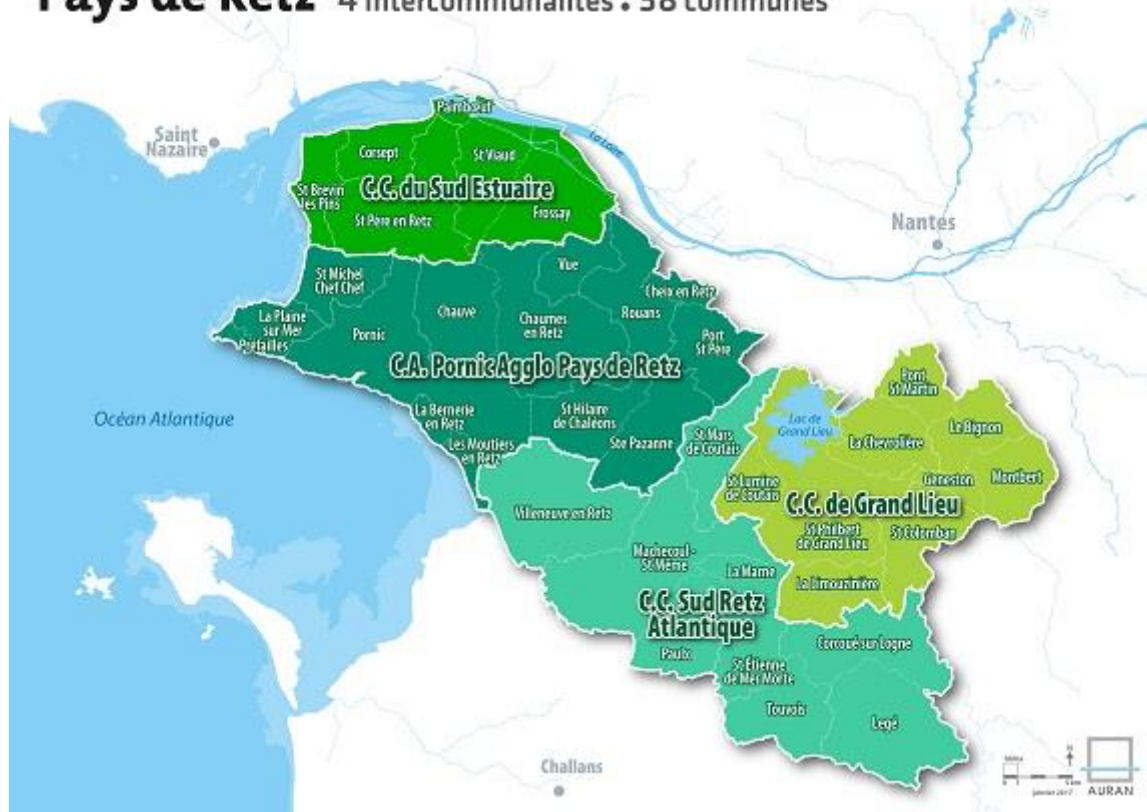 Pays de Retz 4 intercommunalités . 38 communes
Paimbœuf
Saint
Nazaire
La Loire
Corsept
St Viaud
St Brevin
les Pins
C.C. du Sud Estuaire
St Père en Retz
Frossay
Nantes
St Michel
Chef Chef
Vue
Cheix en Retz
La Plaine
sur Mer
Préfailles
Pornic
Chauvé
Chaumes
en Retz
Rouans
Port
St Père
C.A. Pornic Agglo Pays de Retz
Océan Atlantique
La Bernerie
en Retz
St Hilaire
de Chaléons
Les Moutiers
en Retz
Ste Pazanne
St Mars
de Coutais
Lac de
Grand Lieu
Pont
St Martin
La Chevrolière
Le Bignon
St Lumine
de Coutais
Geneston
Montbert
C.C. de Grand Lieu
St Philbert
de Grand Lieu
St Colomban
La Limouzinière
Villeneuve en Retz
Machecoul -
St Même
La Marne
C.C. Sud Retz
Atlantique
Paulx
St Étienne
de Mer Morte
Corcoué sur Logne
Touvois
Legé
Challans
N
janvier 2017
AURAN